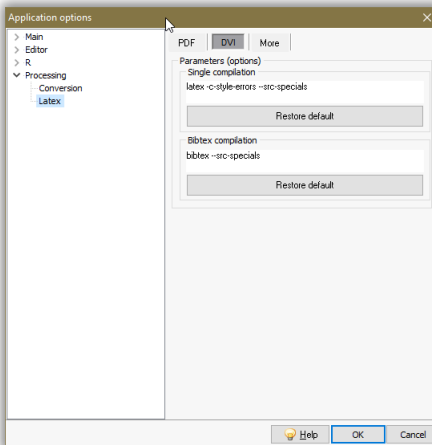 Application options
Main
Editor
R
Processing
Conversion
Latex
PDF
DVI
More
Parameters (options)
Single compilation
latex -c-style-errors --src-specials
Restore default
Bibtex compilation
bibtex --src-specials
Restore default
Help
OK
Cancel